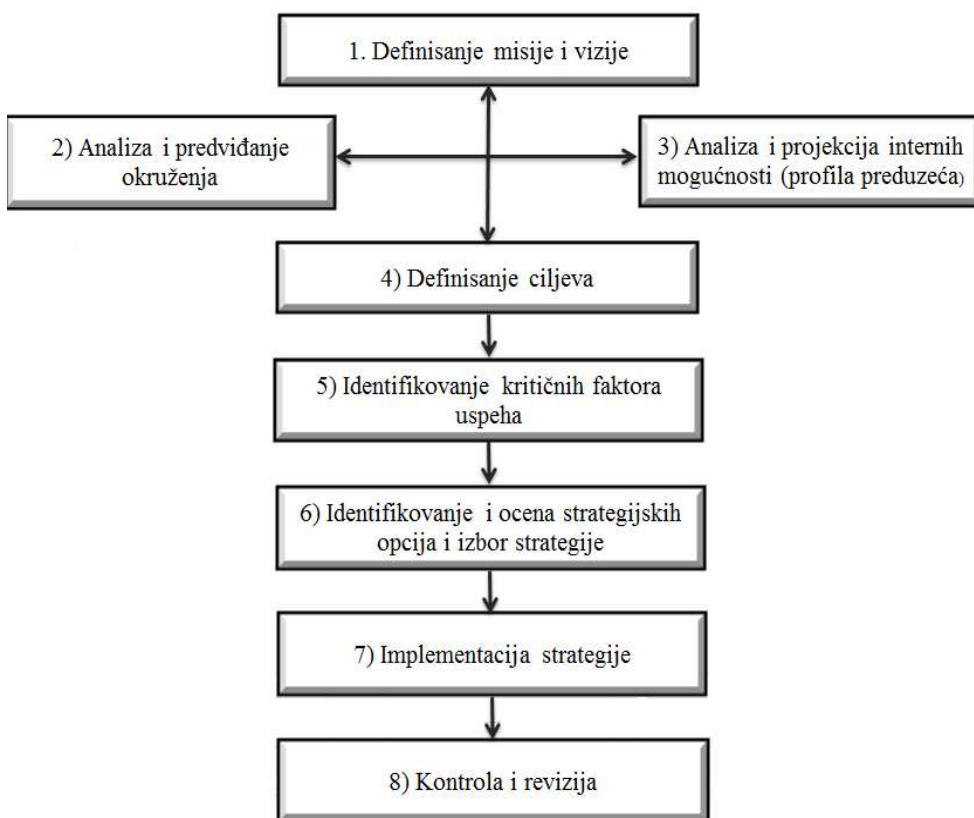 1. Definisanje misije i vizije
2) Analiza i predviđanje
okruženja
3) Analiza i projekcija internih
mogućnosti (profila preduzeća)
4) Definisanje ciljeva
5) Identifikovanje kritičnih faktora
uspeha
6) Identifikovanje i ocena strategijskih
opcija i izbor strategije
7) Implementacija strategije
8) Kontrola i revizija